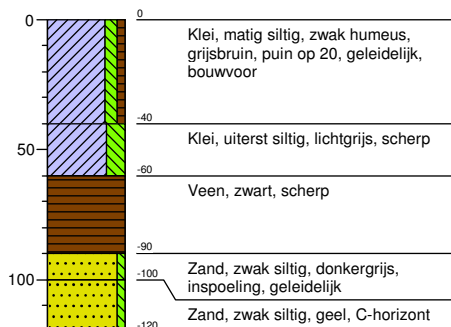 0
0
Klei, matig siltig, zwak humeus,
grijsbruin, puin op 20, geleidelijk,
bouwvoor
-40
Klei, uiterst siltig, lichtgrijs, scherp
50
-60
Veen, zwart, scherp
-90
Zand, zwak siltig, donkergrijs,
inspoeling, geleidelijk
100
-100
Zand, zwak siltig, geel, C-horizont
-120